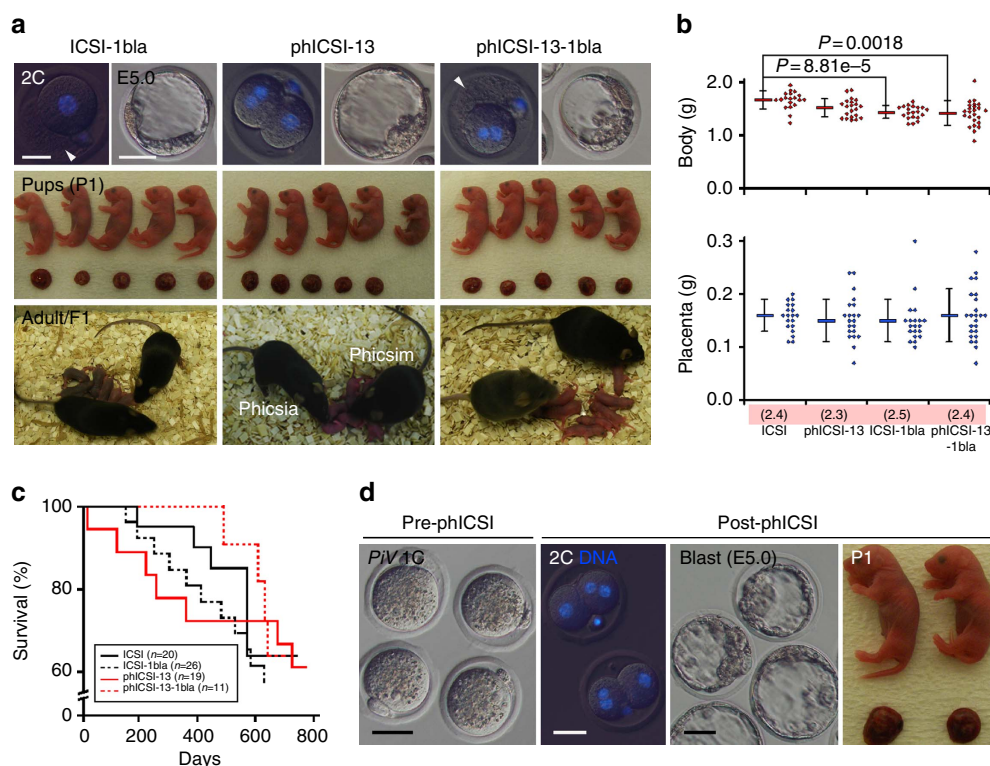 a
ICSI-1bla
phICSI-13
phICSI-13-1bla
2C
E5.0
Pups (P1)
Adult/F1
Phicsim
Phicsia
b
P=0.0018
P=8.81e–5
2.0
1.0
0.0
Body (g)
0.3
0.2
0.1
0.0
Placenta (g)
(2.4) (2.3) (2.5) (2.4)
ICSI phICSI-13 ICSI-1bla phICSI-13
-1bla
c
100
80
60
0
Survival (%)
ICSI (n=20)
ICSI-1bla (n=26)
phICSI-13 (n=19)
phICSI-13-1bla (n=11)
0 200 400 600 800
Days
d
Pre-phICSI
Post-phICSI
PiV 1C
2C DNA
Blast (E5.0)
P1